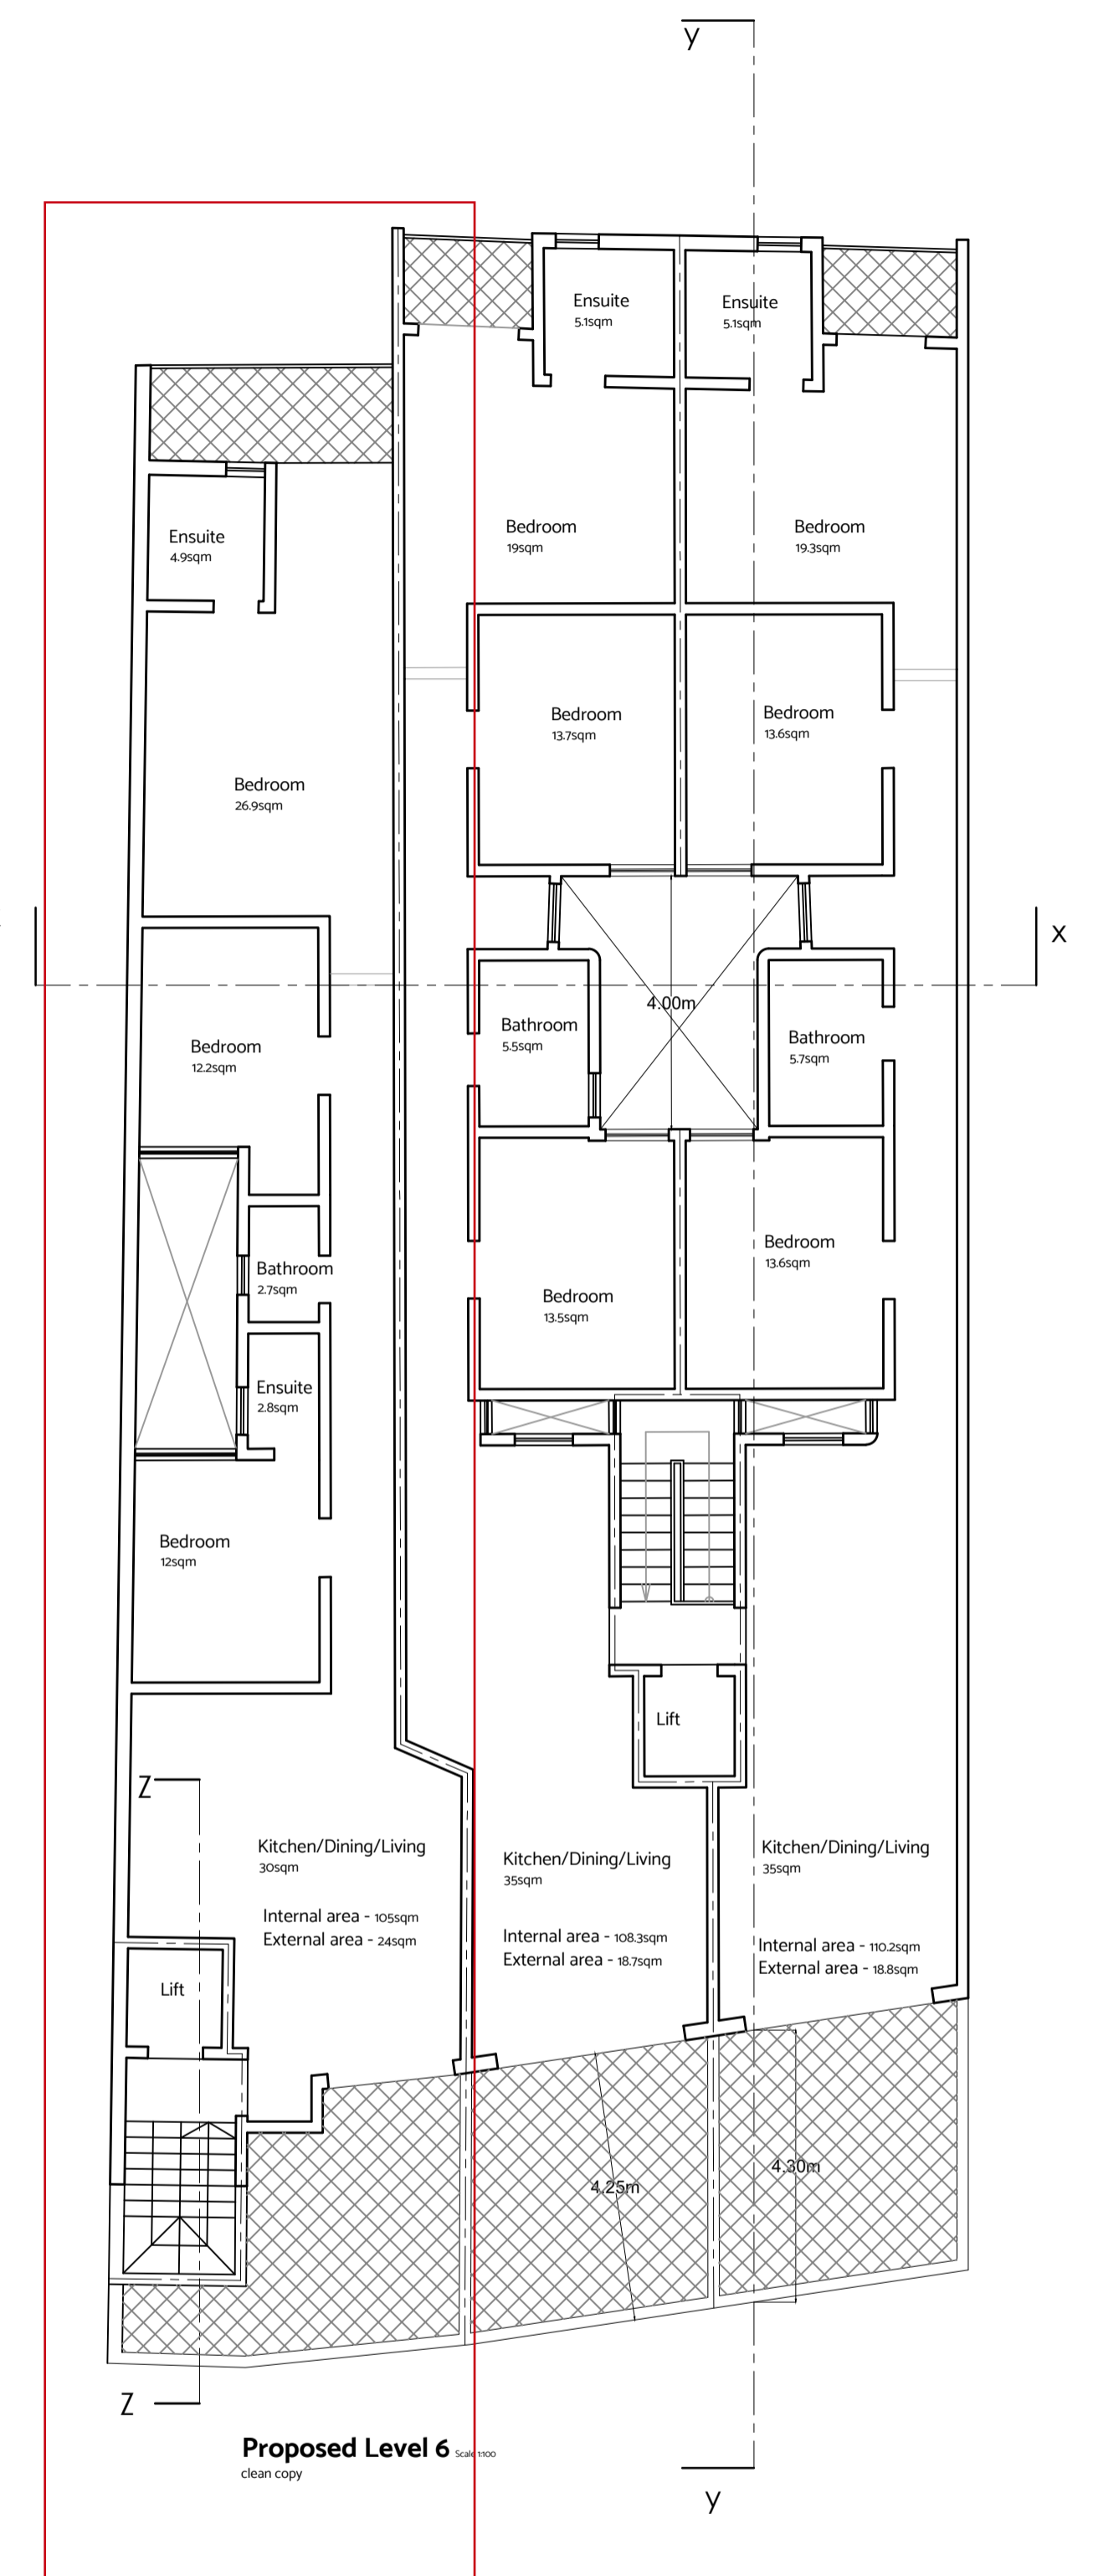 y
Ensuite
5.1sqm
Ensuite
5.1sqm
Ensuite
4.9sqm
Bedroom
19sqm
Bedroom
19.3sqm
Bedroom
26.9sqm
Bedroom
13.7sqm
Bedroom
13.6sqm
x
4.00m
Bedroom
12.2sqm
Bathroom
5.5sqm
Bathroom
5.7sqm
Bathroom
2.7sqm
Bedroom
13.5sqm
Bedroom
13.6sqm
Ensuite
2.8sqm
Bedroom
12sqm
Lift
Z
Kitchen/Dining/Living
30sqm
Internal area - 105sqm
External area - 24sqm
Kitchen/Dining/Living
35sqm
Internal area - 108.3sqm
External area - 18.7sqm
Kitchen/Dining/Living
35sqm
Internal area - 110.2sqm
External area - 18.8sqm
Lift
4.25m
4.30m
Z
Proposed Level 6 Scale 1:100
clean copy
y